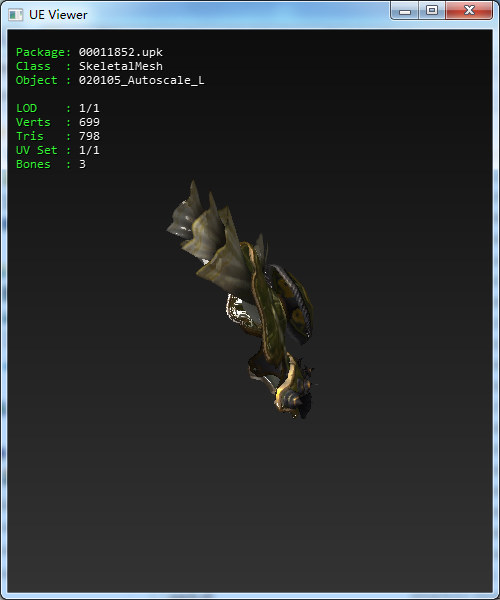 UE Viewer
Package: 00011852.upk
Class  : SkeletalMesh
Object : 020105_Autoscale_L
LOD    : 1/1
Verts  : 699
Tris   : 798
UV Set : 1/1
Bones  : 3